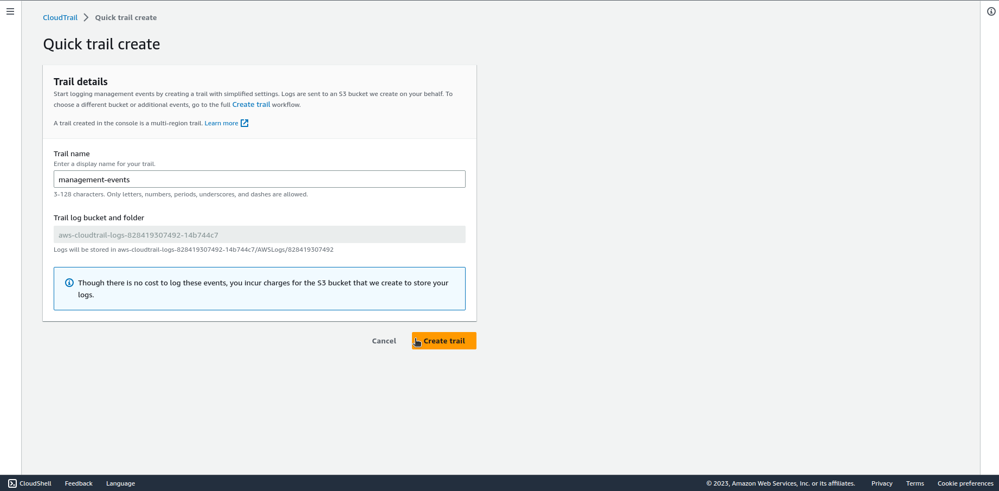 CloudTrail
Quick trail create
Quick trail create
Trail details
Start logging management events by creating a trail with simplified settings. Logs are sent to an S3 bucket we create on your behalf. To
choose a different bucket or additional events, go to the full Create trail workflow.
A trail created in the console is a multi-region trail. Learn more
Trail name
Enter a display name for your trail.
management-events
3-128 characters. Only letters, numbers, periods, underscores, and dashes are allowed.
Trail log bucket and folder
aws-cloudtrail-logs-828419307492-14b744c7
Logs will be stored in aws-cloudtrail-logs-828419307492-14b744c7/AWSLogs/828419307492
Though there is no cost to log these events, you incur charges for the S3 bucket that we create to store your
logs.
Cancel
Create trail
CloudShell Feedback Language © 2023, Amazon Web Services, Inc. or its affiliates. Privacy Terms Cookie preferences